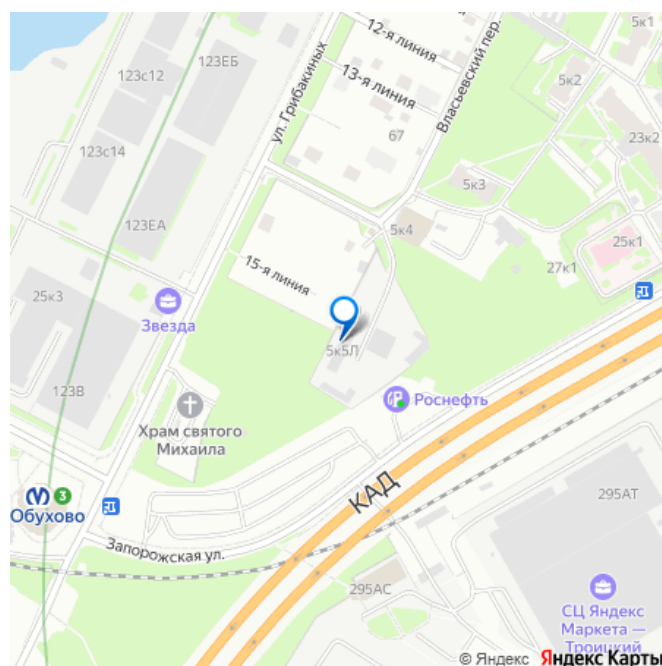 12-я линия
5к1
123с12
123ЕБ
ул. Грибакиных
13-я линия
Власьевский пер.
5к2
67
23к2
123с14
5к3
123ЕА
5к4
25к1
15-я линия
27к1
25к3
Звезда
5к5Л
123В
Роснефть
Храм святого
Михаила
КАД
295АТ
3
Обухово
Запорожская ул.
295АС
СЦ Яндекс
Маркета —
Троицкий
© Яндекс Яндекс Карты